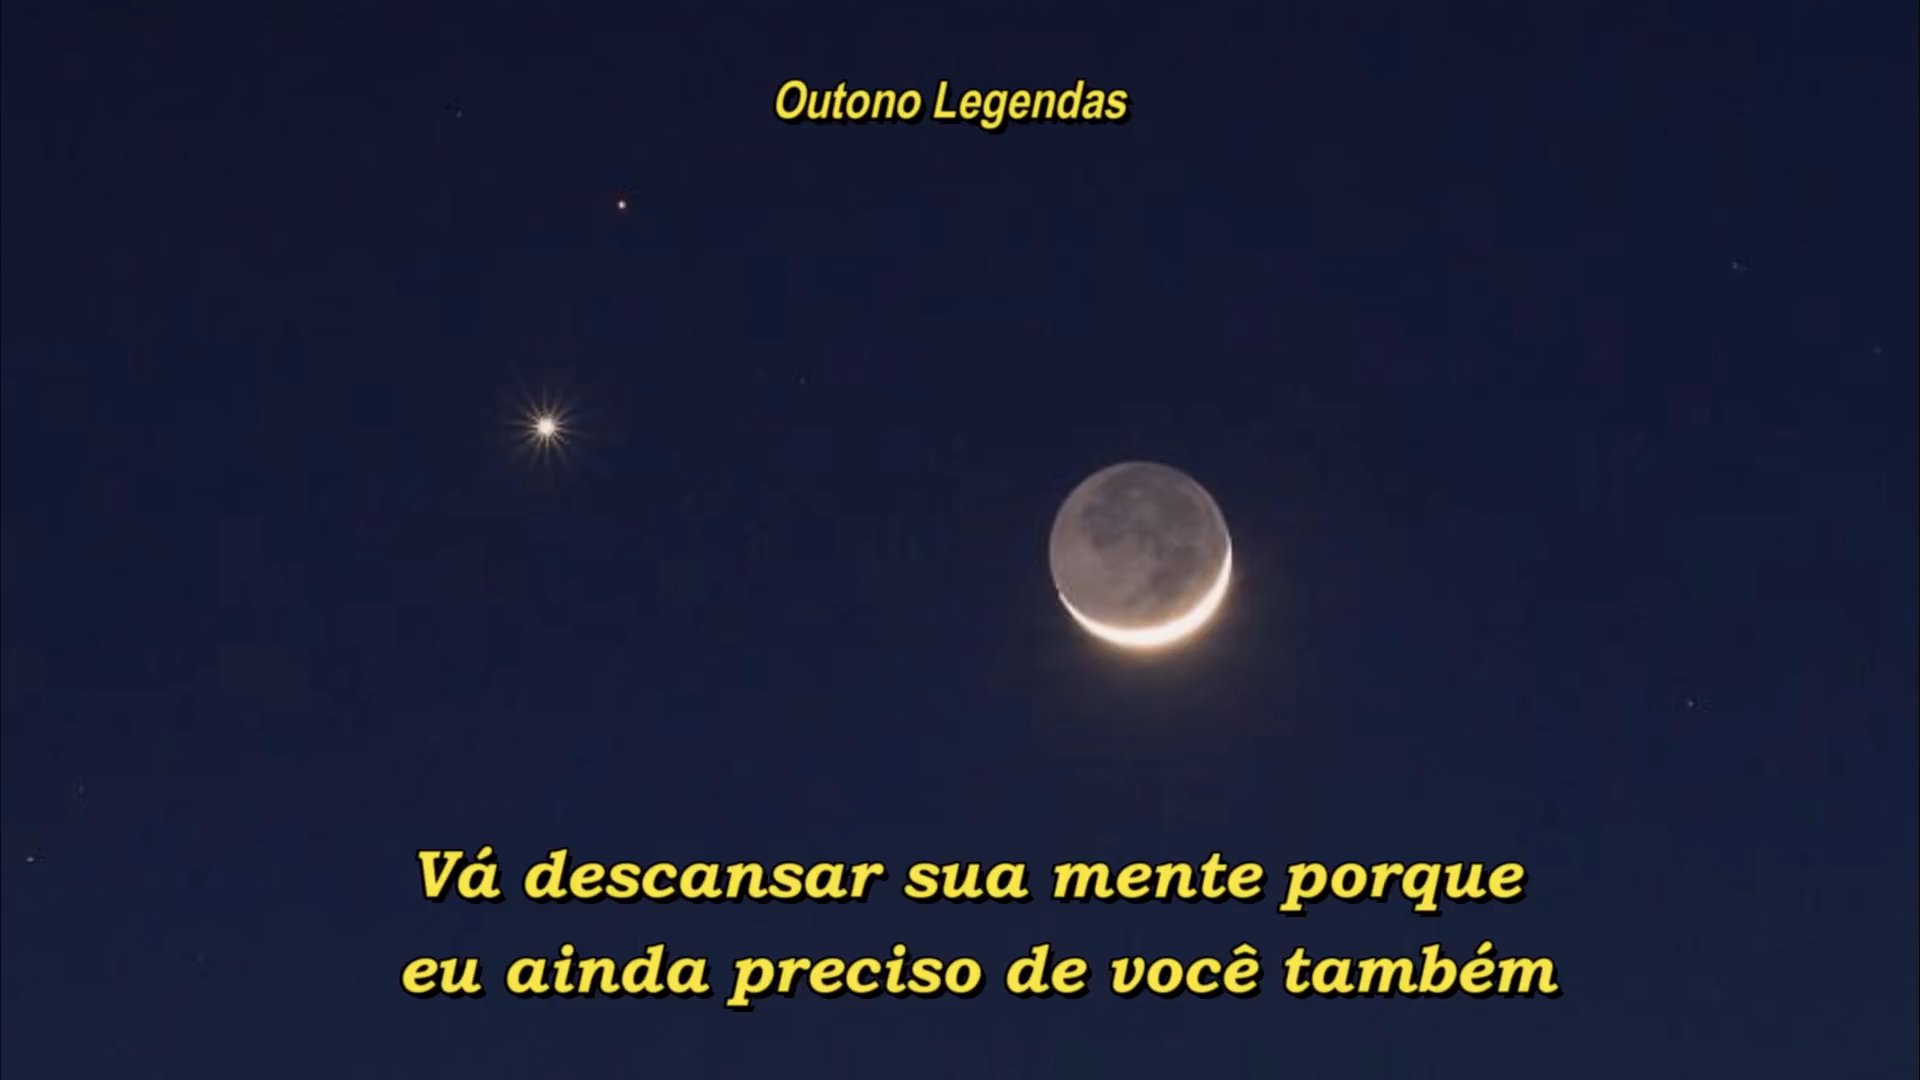 Outono Legendas
Vá descansar sua mente porque
eu ainda preciso de você também